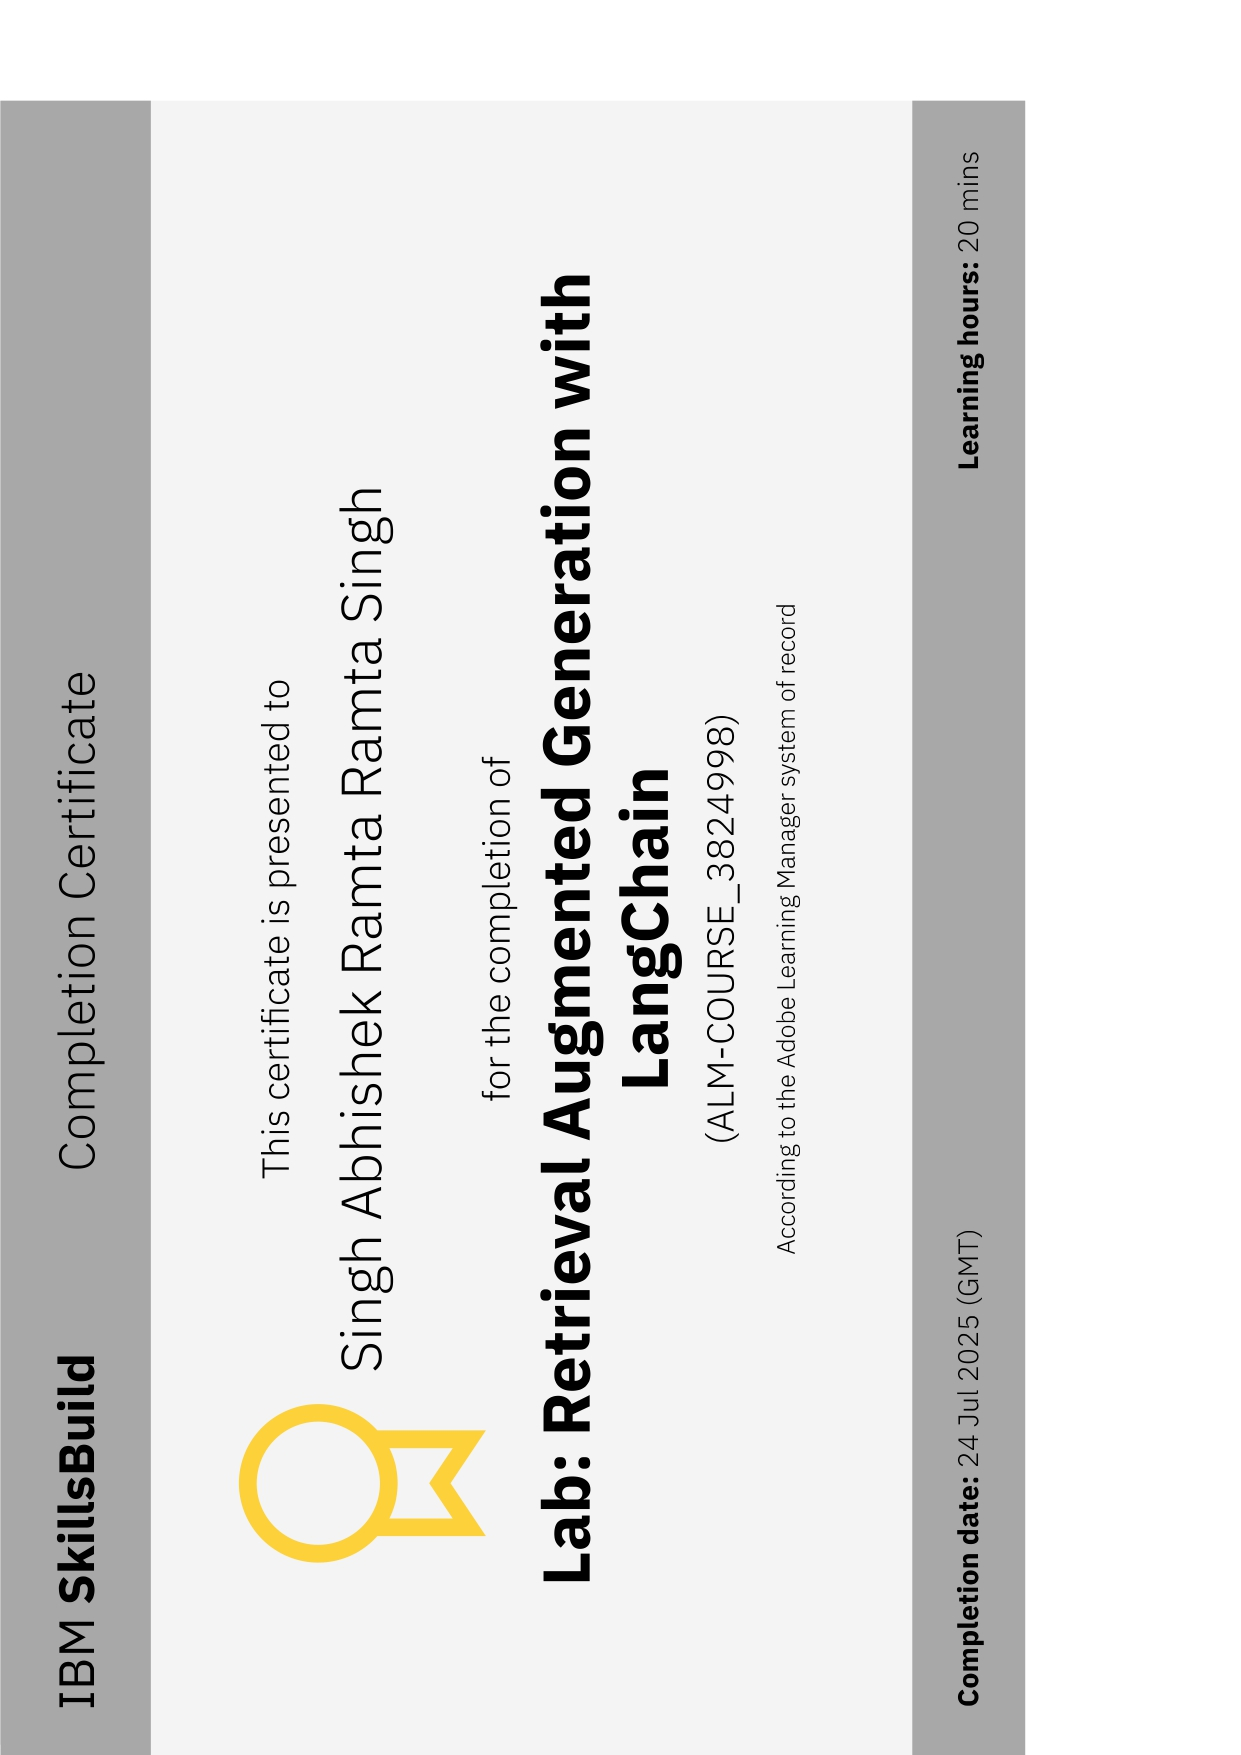 IBM SkillsBuild Completion Certificate
This certificate is presented to
Singh Abhishek Ramta Ramta Singh
for the completion of
Lab: Retrieval Augmented Generation with
LangChain
(ALM-COURSE_3824998)
According to the Adobe Learning Manager system of record
Completion date: 24 Jul 2025 (GMT) Learning hours: 20 mins